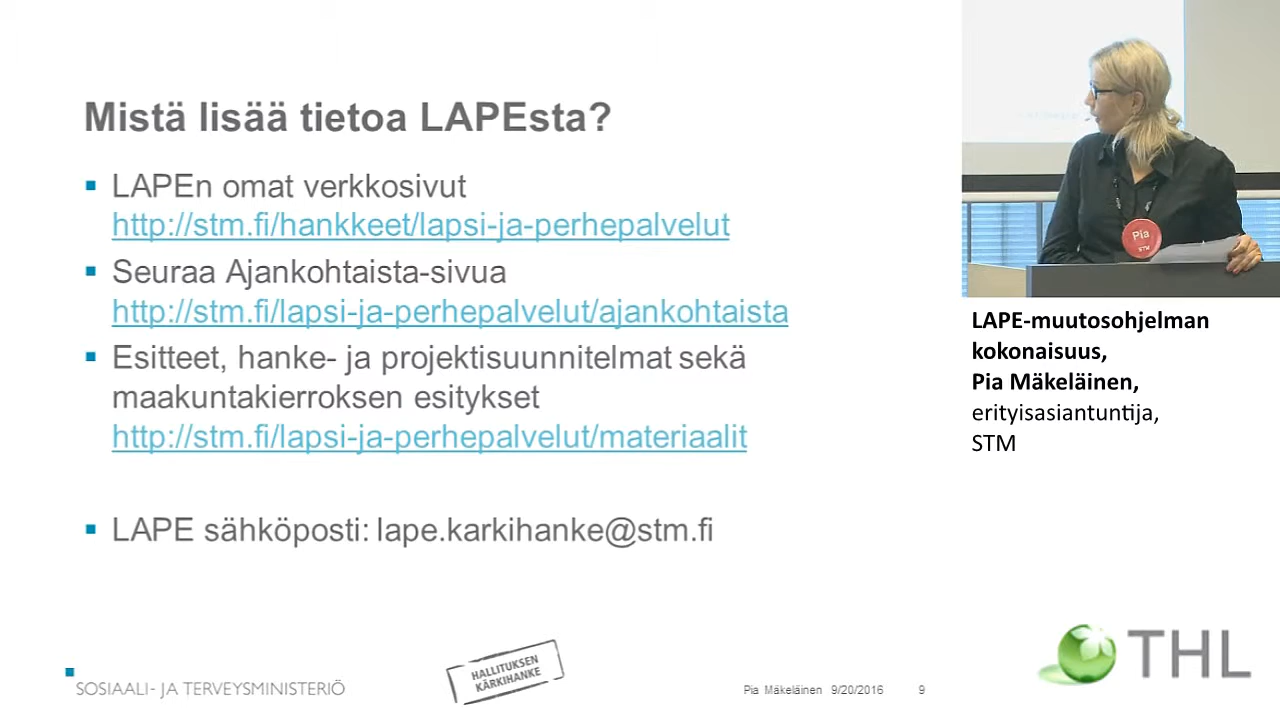 Mistä lisää tietoa LAPEsta?
LAPEn omat verkkosivut
http://stm.fi/hankkeet/lapsi-ja-perhepalvelut
Seuraa Ajankohtaista-sivua
http://stm.fi/lapsi-ja-perhepalvelut/ajankohtaista
Esitteet, hanke- ja projektisuunnitelmat sekä
maakuntakierroksen esitykset
http://stm.fi/lapsi-ja-perhepalvelut/materiaalit
LAPE sähköposti: lape.karkihanke@stm.fi
SOSIAALI- JA TERVEYSMINISTERIÖ
HALLITUKSEN
KÄRKIHANKE
Pia Mäkeläinen 9/20/2016 9
Pia
STM
LAPE-muutosohjelman
kokonaisuus,
Pia Mäkeläinen,
erityisasiantuntija,
STM
THL